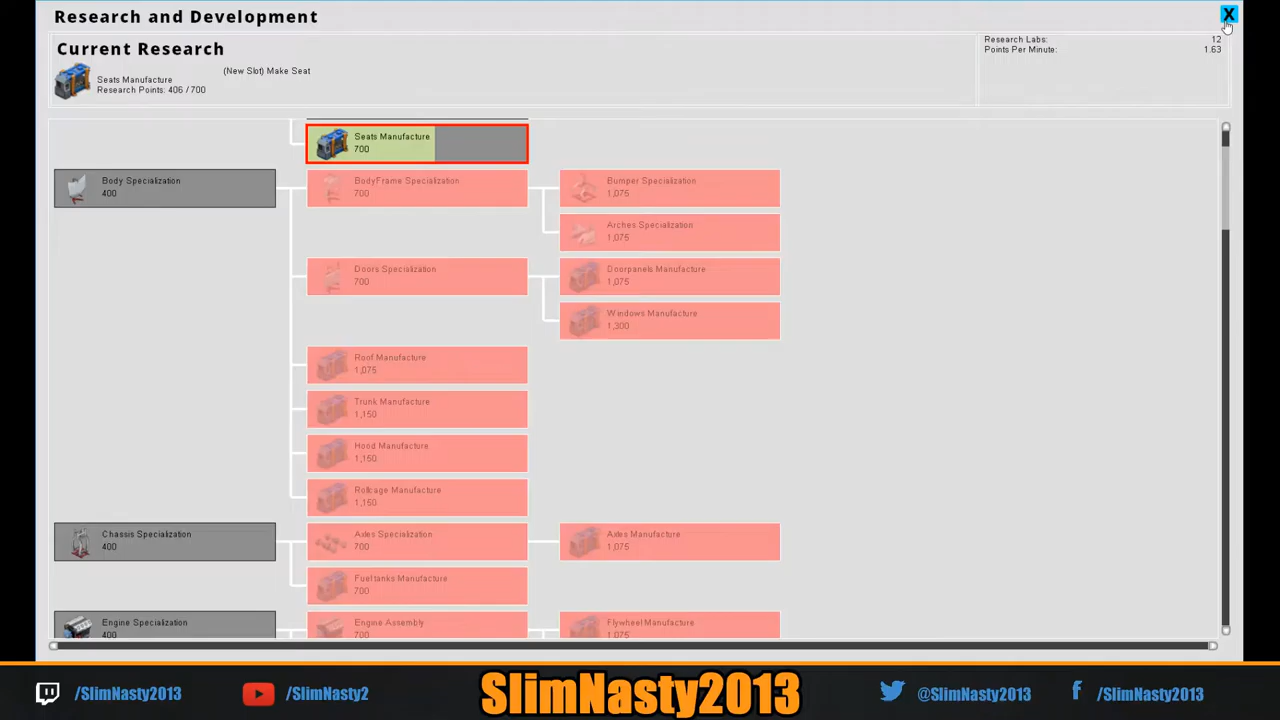 Research and Development
X
Current Research
Seats Manufacture
Research Points: 406 / 700
(New Slot) Make Seat
Research Labs: 12
Points Per Minute: 1.63
Seats Manufacture
700
Body Specialization
400
BodyFrame Specialization
700
Bumper Specialization
1,075
Arches Specialization
1,075
Doors Specialization
700
Doorpanels Manufacture
1,075
Windows Manufacture
1,300
Roof Manufacture
1,075
Trunk Manufacture
1,150
Hood Manufacture
1,150
Rollcage Manufacture
1,150
Chassis Specialization
400
Axles Specialization
700
Axles Manufacture
1,075
Fueltanks Manufacture
700
Engine Specialization
400
Engine Assembly
700
Flywheel Manufacture
1,075
/SlimNasty2013
/SlimNasty2
SlimNasty2013
@SlimNasty2013
/SlimNasty2013